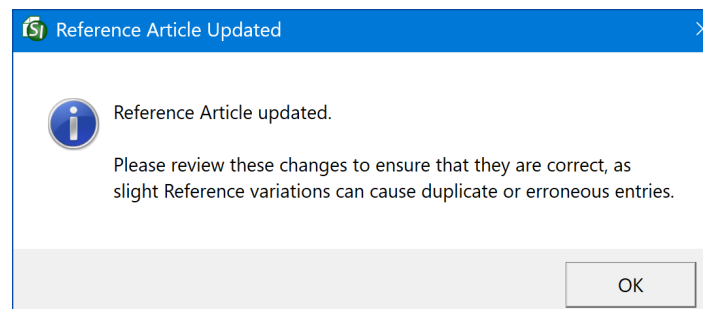 Reference Article Updated
Reference Article updated.
Please review these changes to ensure that they are correct, as
slight Reference variations can cause duplicate or erroneous entries.
OK